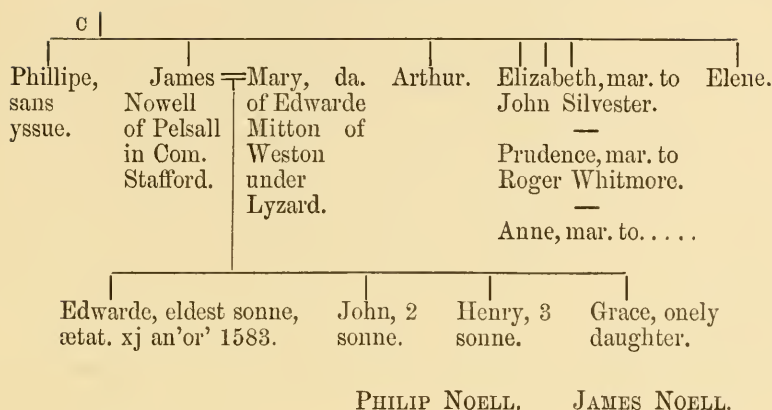 C
Phillipe,
sans
yssue.
James
Nowell
of Pelsall
in Com.
Stafford.
Mary, da.
of Edwarde
Mitton of
Weston
under
Lyzard.
Arthur.
Elizabeth, mar. to
John Silvester.
Prudence, mar. to
Roger Whitmore.
Anne, mar. to.....
Elene.
Edwarde, eldest sonne,
ætat. xj an'or' 1583.
John, 2
sonne.
Henry, 3
sonne.
Grace, onely
daughter.
PHILIP NOELL. JAMES NOELL.